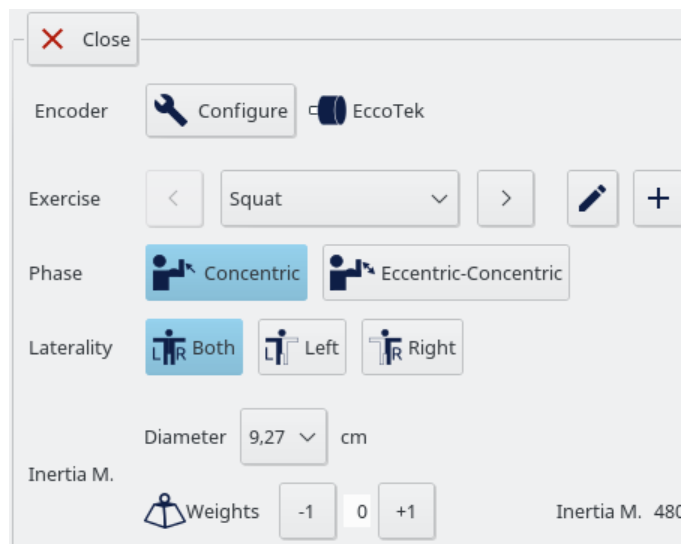 Close
Encoder Configure EccoTek
Exercise < Squat >
Phase Concentric Eccentric-Concentric
Laterality L R Both L Left R Right
Diameter 9,27 cm
Inertia M.
Weights -1 0 +1 Inertia M. 480